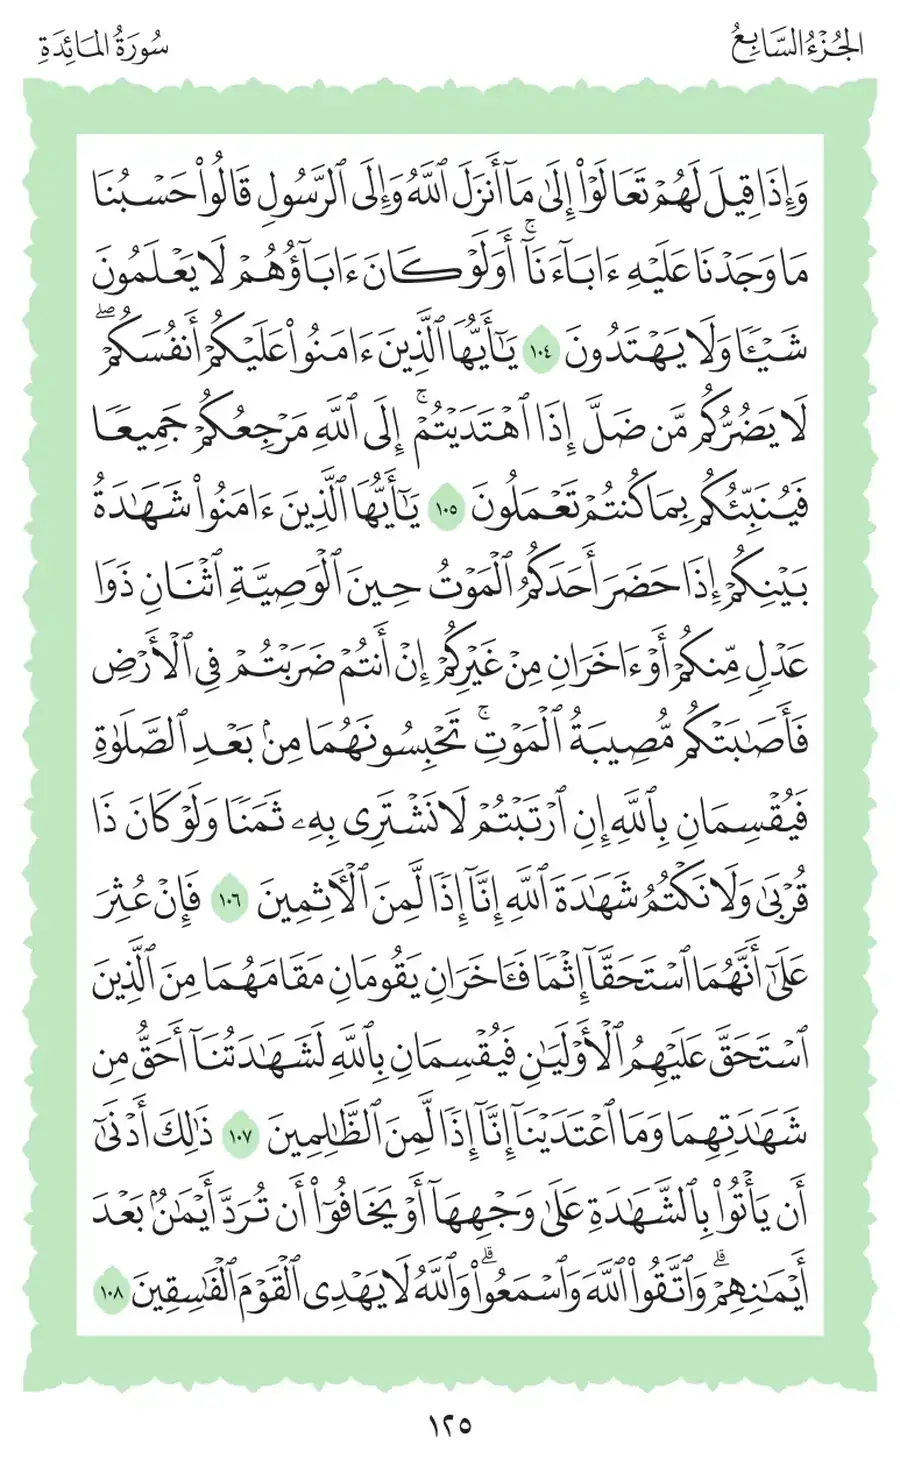 الجُزْءُ السَّابِعُ
سُورَةُ المَائِدَةِ
وَإِذَا قِيلَ لَهُمۡ تَعَالَوۡاْ إِلَىٰ مَآ أَنزَلَ ٱللَّهُ وَإِلَى ٱلرَّسُولِ قَالُواْ حَسۡبُنَا
مَا وَجَدۡنَا عَلَيۡهِ ءَابَآءَنَآۚ أَوَلَوۡ كَانَ ءَابَآؤُهُمۡ لَا يَعۡلَمُونَ
شَيۡـٔٗا وَلَا يَهۡتَدُونَ ١٠٤ يَـٰٓأَيُّهَا ٱلَّذِينَ ءَامَنُواْ عَلَيۡكُمۡ أَنفُسَكُمۡۖ
لَا يَضُرُّكُم مَّن ضَلَّ إِذَا ٱهۡتَدَيۡتُمۡۚ إِلَى ٱللَّهِ مَرۡجِعُكُمۡ جَمِيعٗا
فَيُنَبِّئُكُم بِمَا كُنتُمۡ تَعۡمَلُونَ ١٠٥ يَـٰٓأَيُّهَا ٱلَّذِينَ ءَامَنُواْ شَهَٰدَةُ
بَيۡنِكُمۡ إِذَا حَضَرَ أَحَدَكُمُ ٱلۡمَوۡتُ حِينَ ٱلۡوَصِيَّةِ ٱثۡنَانِ ذَوَا
عَدۡلٖ مِّنكُمۡ أَوۡ ءَاخَرَانِ مِنۡ غَيۡرِكُمۡ إِنۡ أَنتُمۡ ضَرَبۡتُمۡ فِي ٱلۡأَرۡضِ
فَأَصَٰبَتۡكُم مُّصِيبَةُ ٱلۡمَوۡتِۚ تَحۡبِسُونَهُمَا مِنۢ بَعۡدِ ٱلصَّلَوٰةِ
فَيُقۡسِمَانِ بِٱللَّهِ إِنِ ٱرۡتَبۡتُمۡ لَا نَشۡتَرِي بِهِۦ ثَمَنٗا وَلَوۡ كَانَ ذَا
قُرۡبَىٰ وَلَا نَكۡتُمُ شَهَٰدَةَ ٱللَّهِ إِنَّآ إِذٗا لَّمِنَ ٱلۡأٓثِمِينَ ١٠٦ فَإِنۡ عُثِرَ
عَلَىٰٓ أَنَّهُمَا ٱسۡتَحَقَّآ إِثۡمٗا فَـَٔاخَرَانِ يَقُومَانِ مَقَامَهُمَا مِنَ ٱلَّذِينَ
ٱسۡتَحَقَّ عَلَيۡهِمُ ٱلۡأَوۡلَيَٰنِ فَيُقۡسِمَانِ بِٱللَّهِ لَشَهَٰدَتُنَآ أَحَقُّ مِن
شَهَٰدَتِهِمَا وَمَا ٱعۡتَدَيۡنَآ إِنَّآ إِذٗا لَّمِنَ ٱلظَّـٰلِمِينَ ١٠٧ ذَٰلِكَ أَدۡنَىٰٓ
أَن يَأۡتُواْ بِٱلشَّهَٰدَةِ عَلَىٰ وَجۡهِهَآ أَوۡ يَخَافُوٓاْ أَن تُرَدَّ أَيۡمَٰنُۢ بَعۡدَ
أَيۡمَٰنِهِمۡۗ وَٱتَّقُواْ ٱللَّهَ وَٱسۡمَعُواْۗ وَٱللَّهُ لَا يَهۡدِي ٱلۡقَوۡمَ ٱلۡفَٰسِقِينَ ١٠٨
١٢٥